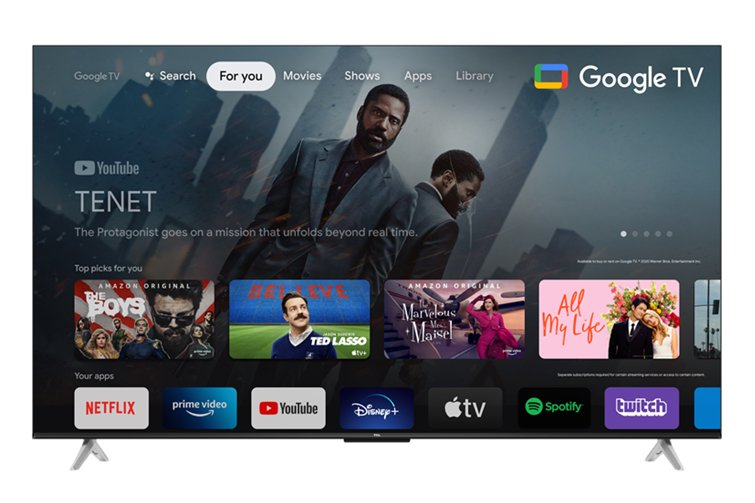 Google TV
Search
For you
Movies
Shows
Apps
Library
Google TV
YouTube
TENET
The Protagonist goes on a mission that unfolds beyond real time.
Available to buy or rent on Google TV. © 2020 Warner Bros. Entertainment Inc.
Top picks for you
AMAZON ORIGINAL
THE BOYS
prime video
BELIEVE
JASON SUDEIKIS
TED LASSO
tv+
AMAZON ORIGINAL
The Marvelous
Mrs. Maisel
prime video
All
My Life
Your apps
Separate subscriptions required for certain streaming services or access to certain content.
NETFLIX
prime video
YouTube
Disney+
tv
Spotify
twitch
TCL